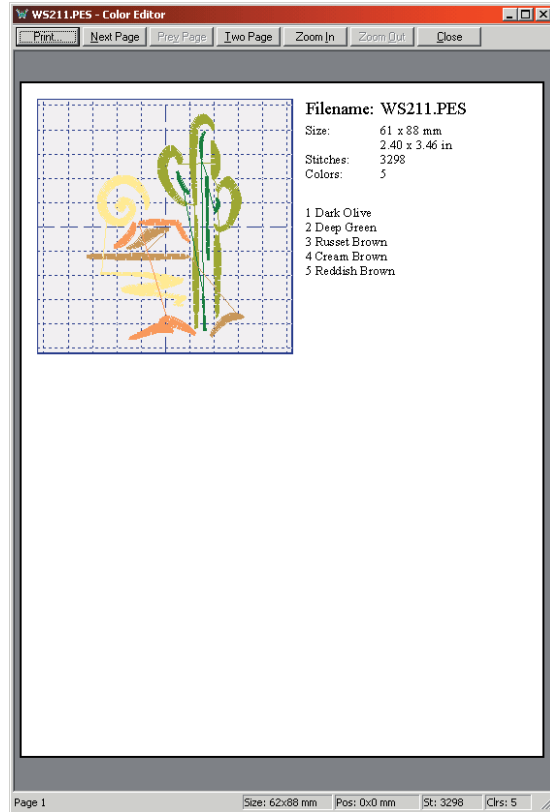 WS211.PES - Color Editor
Print... Next Page Prev Page Two Page Zoom In Zoom Out Close
Filename: WS211.PES
Size: 61 x 88 mm
2.40 x 3.46 in
Stitches: 3298
Colors: 5
1 Dark Olive
2 Deep Green
3 Russet Brown
4 Cream Brown
5 Reddish Brown
Page 1 Size: 62x88 mm Pos: 0x0 mm St: 3298 Clrs: 5